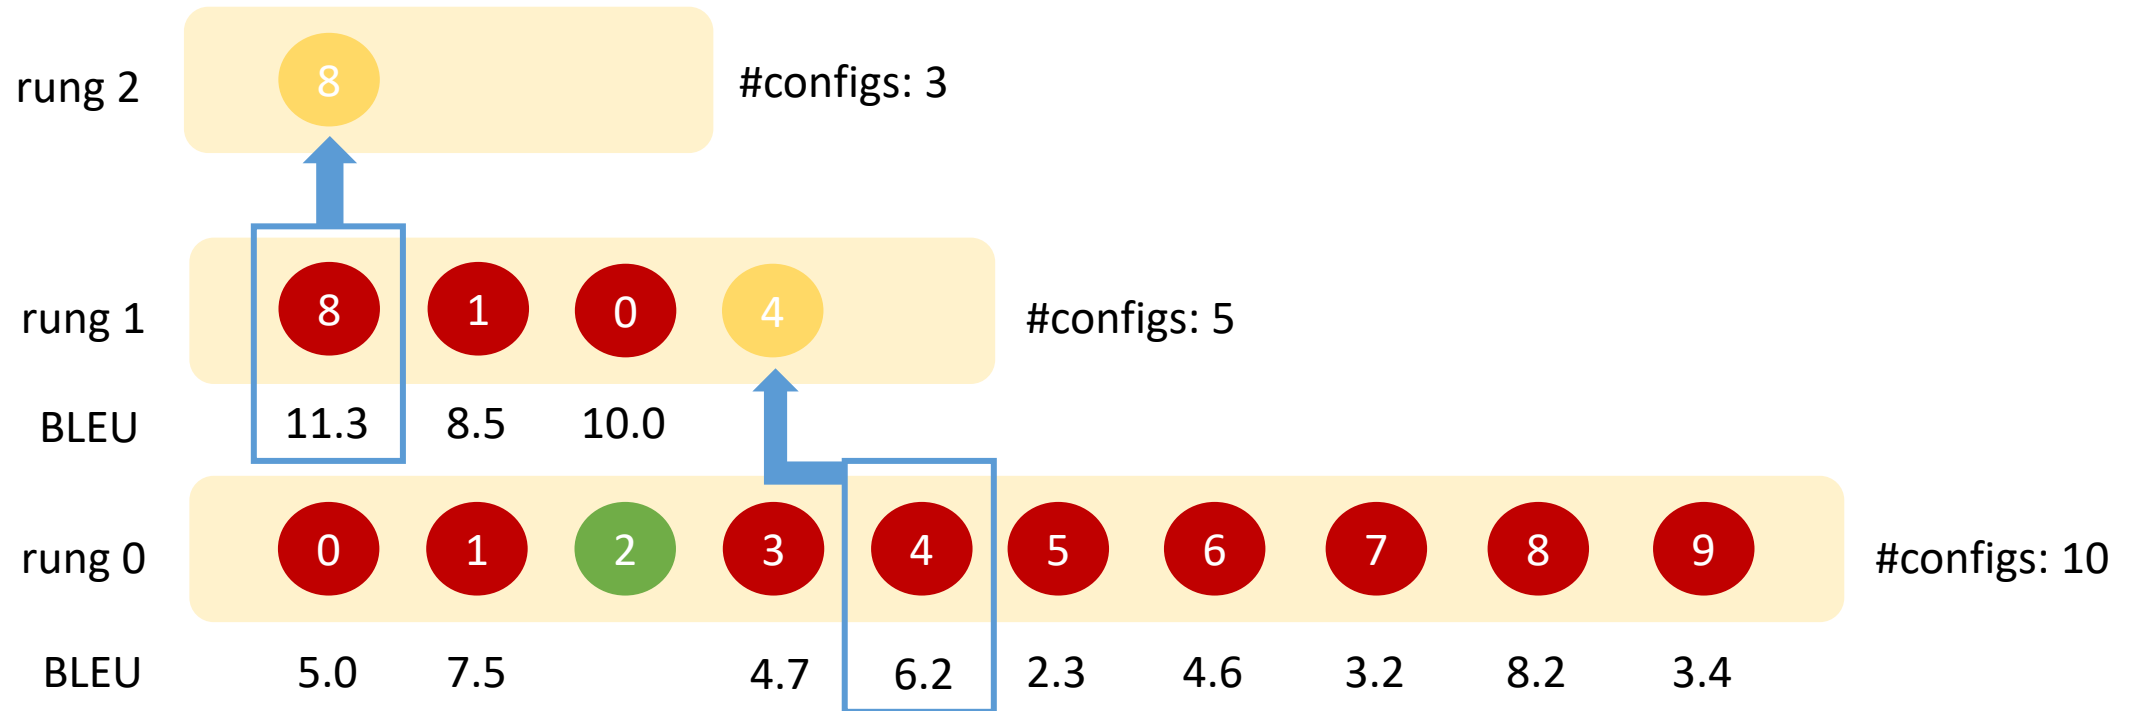 rung 2 8 #configs: 3
rung 1 8 1 0 4 #configs: 5
BLEU 11.3 8.5 10.0
rung 0 0 1 2 3 4 5 6 7 8 9 #configs: 10
BLEU 5.0 7.5 4.7 6.2 2.3 4.6 3.2 8.2 3.4